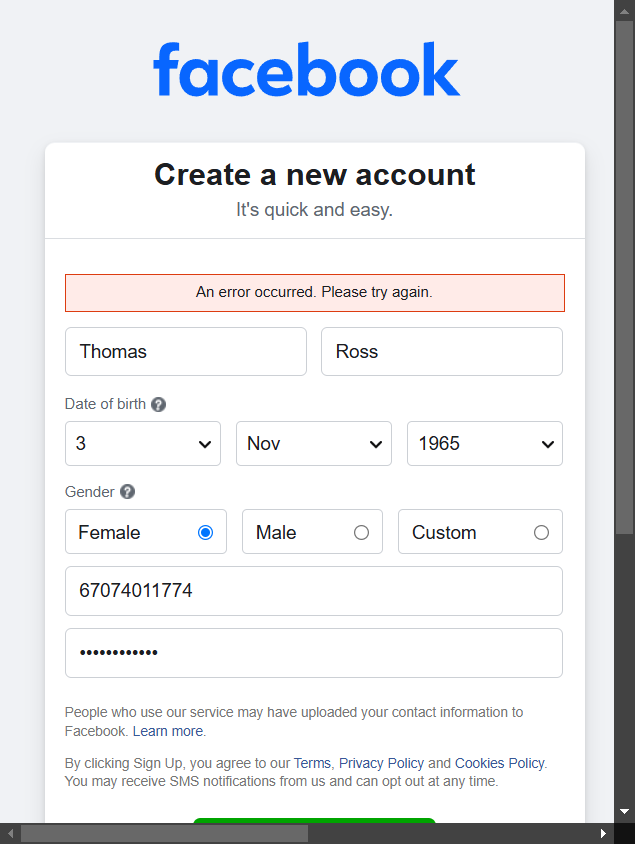 facebook
Create a new account
It's quick and easy.
An error occurred. Please try again.
Thomas Ross
Date of birth ?
3 Nov 1965
Gender ?
Female Male Custom
67074011774
••••••••••••
People who use our service may have uploaded your contact information to
Facebook. Learn more.
By clicking Sign Up, you agree to our Terms, Privacy Policy and Cookies Policy.
You may receive SMS notifications from us and can opt out at any time.